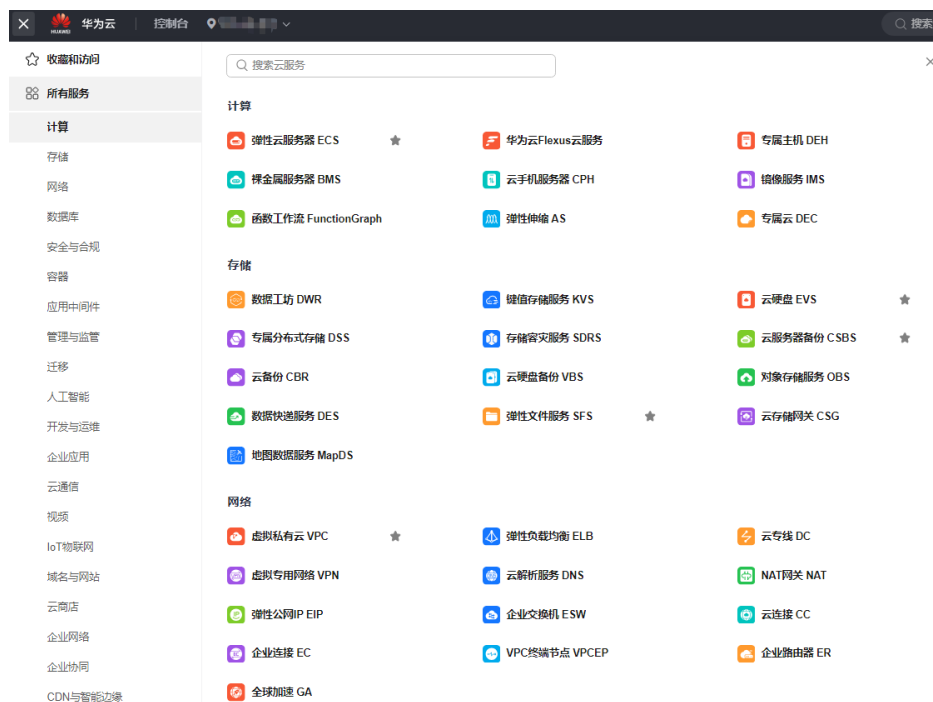 HUAWEI 华为云 控制台 搜索
收藏和访问
所有服务
计算
存储
网络
数据库
安全与合规
容器
应用中间件
管理与监管
迁移
人工智能
开发与运维
企业应用
云通信
视频
IoT物联网
域名与网站
云商店
企业网络
企业协同
CDN与智能边缘
搜索云服务
计算
弹性云服务器 ECS 华为云Flexus云服务 专属主机 DEH
裸金属服务器 BMS 云手机服务器 CPH 镜像服务 IMS
函数工作流 FunctionGraph 弹性伸缩 AS 专属云 DEC
存储
数据工坊 DWR 键值存储服务 KVS 云硬盘 EVS
专属分布式存储 DSS 存储容灾服务 SDRS 云服务器备份 CSBS
云备份 CBR 云硬盘备份 VBS 对象存储服务 OBS
数据快递服务 DES 弹性文件服务 SFS 云存储网关 CSG
地图数据服务 MapDS
网络
虚拟私有云 VPC 弹性负载均衡 ELB 云专线 DC
虚拟专用网络 VPN 云解析服务 DNS NAT网关 NAT
弹性公网IP EIP 企业交换机 ESW 云连接 CC
企业连接 EC VPC终端节点 VPCEP 企业路由器 ER
全球加速 GA